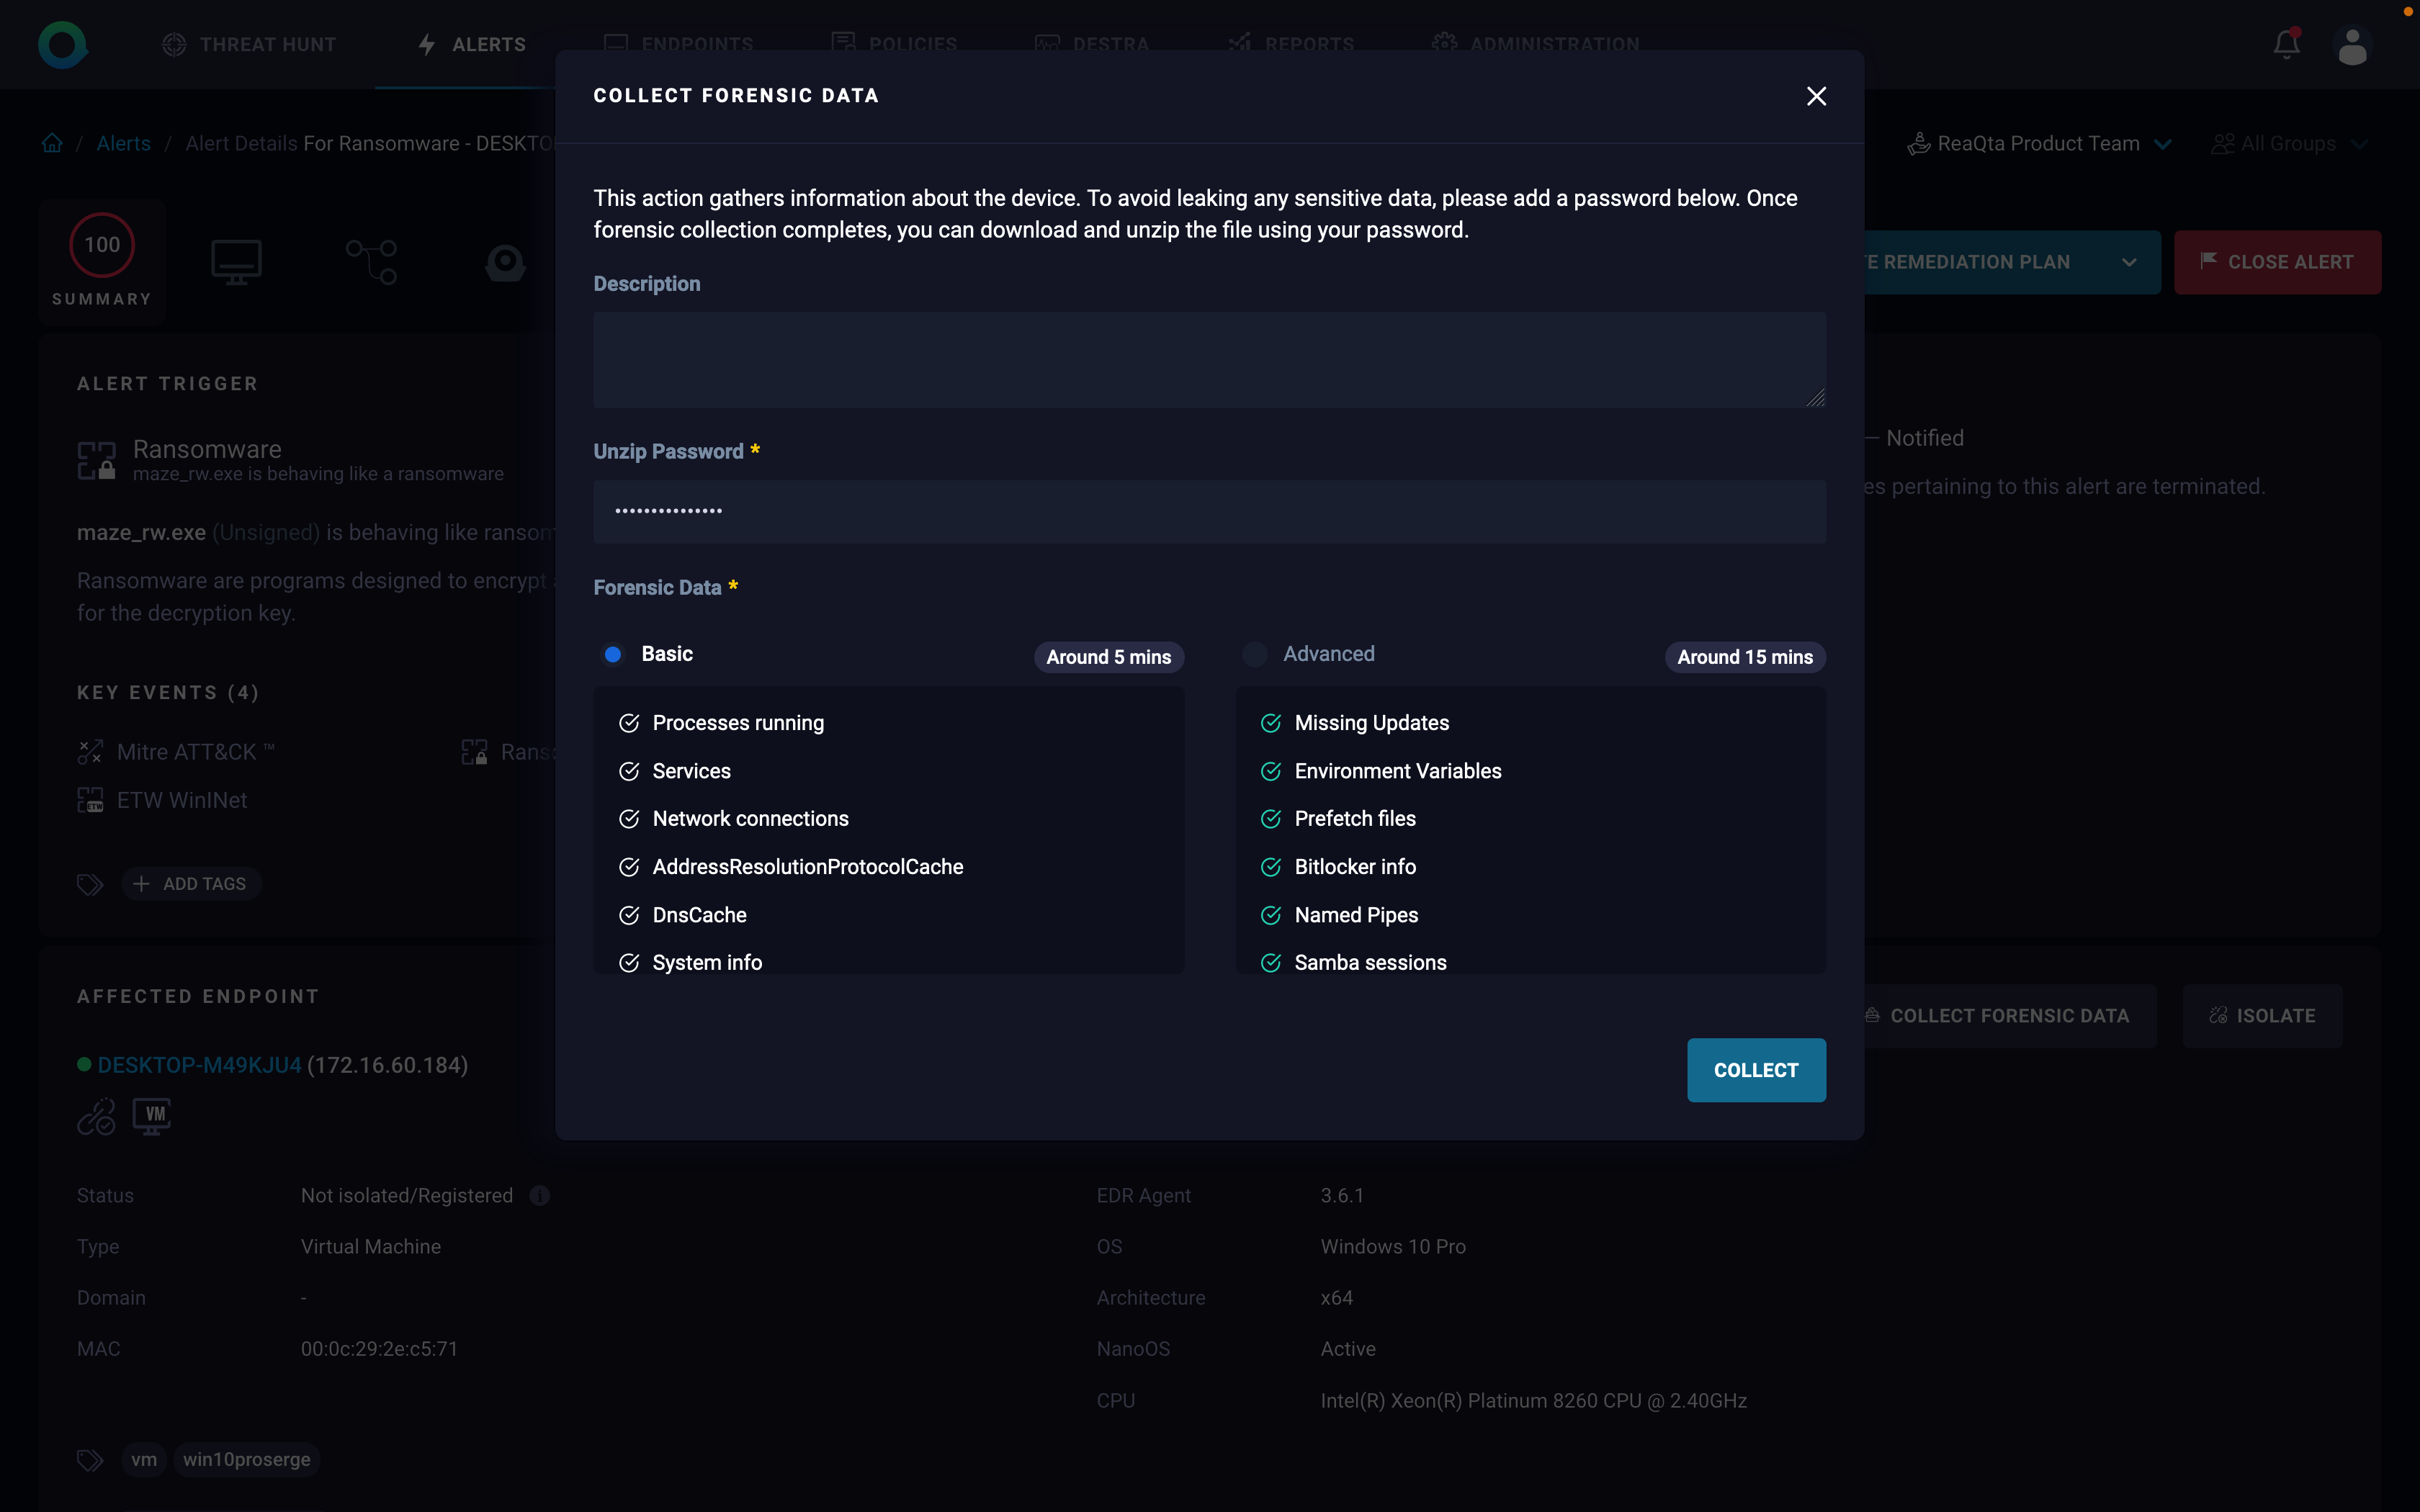 THREAT HUNT
ALERTS
ENDPOINTS
POLICIES
DESTRA
REPORTS
ADMINISTRATION
COLLECT FORENSIC DATA
/ Alerts / Alert Details For Ransomware - DESKTO
ReaQta Product Team
All Groups
This action gathers information about the device. To avoid leaking any sensitive data, please add a password below. Once
forensic collection completes, you can download and unzip the file using your password.
100
SUMMARY
REMEDIATION PLAN
CLOSE ALERT
Description
ALERT TRIGGER
Ransomware
maze_rw.exe is behaving like a ransomware
Notified
Unzip Password *
•••••••••••••••
es pertaining to this alert are terminated.
maze_rw.exe (Unsigned) is behaving like ransom
Ransomware are programs designed to encrypt
for the decryption key.
Forensic Data *
Basic
Around 5 mins
Advanced
Around 15 mins
KEY EVENTS (4)
Mitre ATT&CK ™
Ranso
ETW WinINet
ETW
ADD TAGS
Processes running
Services
Network connections
AddressResolutionProtocolCache
DnsCache
System info
Missing Updates
Environment Variables
Prefetch files
Bitlocker info
Named Pipes
Samba sessions
AFFECTED ENDPOINT
COLLECT FORENSIC DATA
ISOLATE
COLLECT
DESKTOP-M49KJU4 (172.16.60.184)
VM
Status Not isolated/Registered
Type Virtual Machine
Domain -
MAC 00:0c:29:2e:c5:71
EDR Agent 3.6.1
OS Windows 10 Pro
Architecture x64
NanoOS Active
CPU Intel(R) Xeon(R) Platinum 8260 CPU @ 2.40GHz
vm
win10proserge